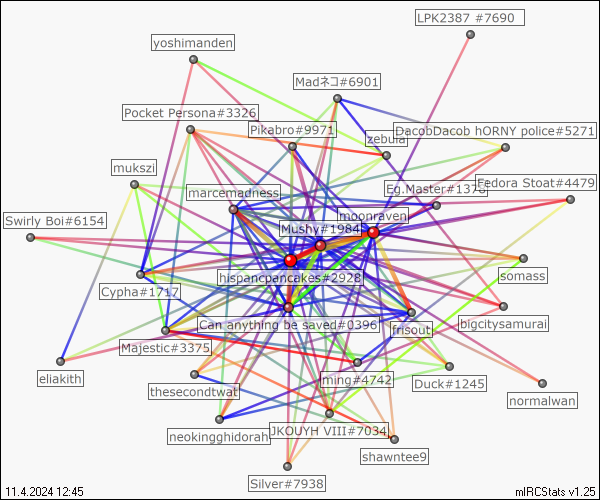 LPK2387 #7690
yoshimanden
Madネコ#6901
Pocket Persona#3326
Pikabro#9971
DacobDacob hORNY police#5271
zebula
mukszi
marcemadness
Eg.Master#1375
Fedora Stoat#4479
moonraven
Swirly Boi#6154
Mushy#1984
hispancpancakes#2928
somass
Cypha#1717
Can anything be saved#0396
frisout
bigcitysamurai
Majestic#3375
eliakith
ming#4742
Duck#1245
thesecondtwat
normalwan
neokingghidorah
JKOUYH VIII#7034
shawntee9
Silver#7938
11.4.2024 12:45
mIRCStats v1.25